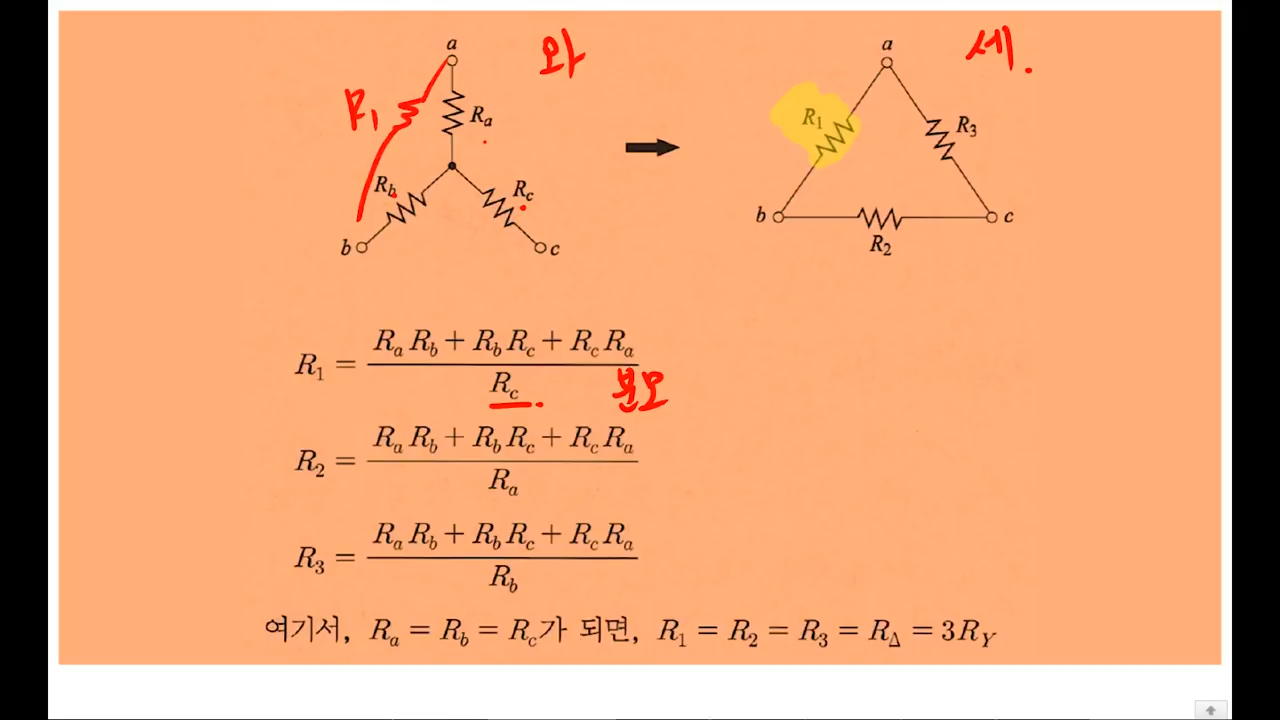 a 와 a 세.
R₁ Rₐ R₁ R₃
R_b R_c
b c b c
R₂
R₁ = (RₐR_b + R_bR_c + R_cRₐ) / R_c 분모
R₂ = (RₐR_b + R_bR_c + R_cRₐ) / Rₐ
R₃ = (RₐR_b + R_bR_c + R_cRₐ) / R_b
여기서, Rₐ = R_b = R_c가 되면, R₁ = R₂ = R₃ = R_Δ = 3R_Y